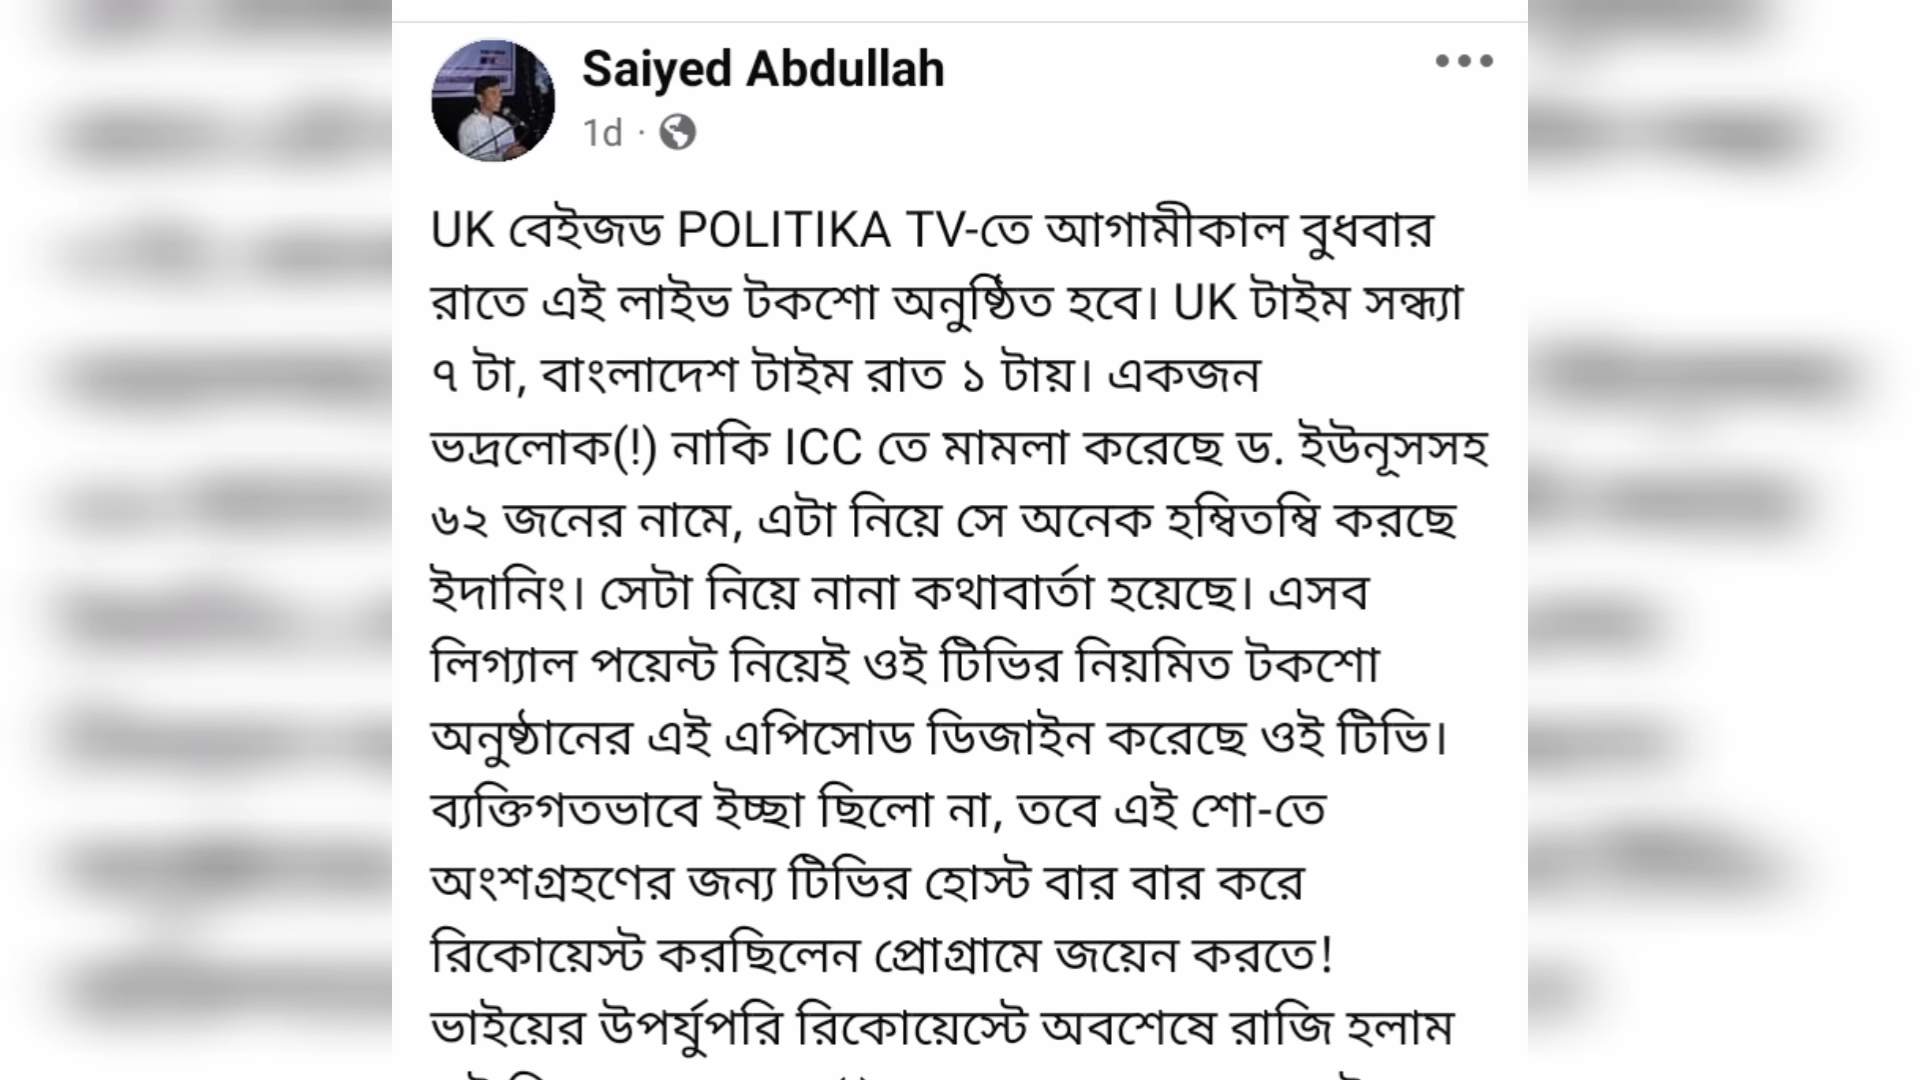 Saiyed Abdullah
1d ·
UK বেইজড POLITIKA TV-তে আগামীকাল বুধবার
রাতে এই লাইভ টকশো অনুষ্ঠিত হবে। UK টাইম সন্ধ্যা
৭ টা, বাংলাদেশ টাইম রাত ১ টায়। একজন
ভদ্রলোক(!) নাকি ICC তে মামলা করেছে ড. ইউনূসসহ
৬২ জনের নামে, এটা নিয়ে সে অনেক হম্বিতম্বি করছে
ইদানিং। সেটা নিয়ে নানা কথাবার্তা হয়েছে। এসব
লিগ্যাল পয়েন্ট নিয়েই ওই টিভির নিয়মিত টকশো
অনুষ্ঠানের এই এপিসোড ডিজাইন করেছে ওই টিভি।
ব্যক্তিগতভাবে ইচ্ছা ছিলো না, তবে এই শো-তে
অংশগ্রহণের জন্য টিভির হোস্ট বার বার করে
রিকোয়েস্ট করছিলেন প্রোগ্রামে জয়েন করতে!
ভাইয়ের উপর্যুপরি রিকোয়েস্টে অবশেষে রাজি হলাম